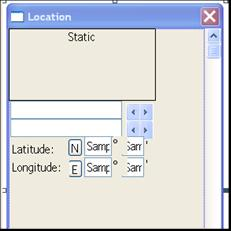 Location
Static
Latitude: N Samp ° Sam '
Longitude: E Samp ° Sam '